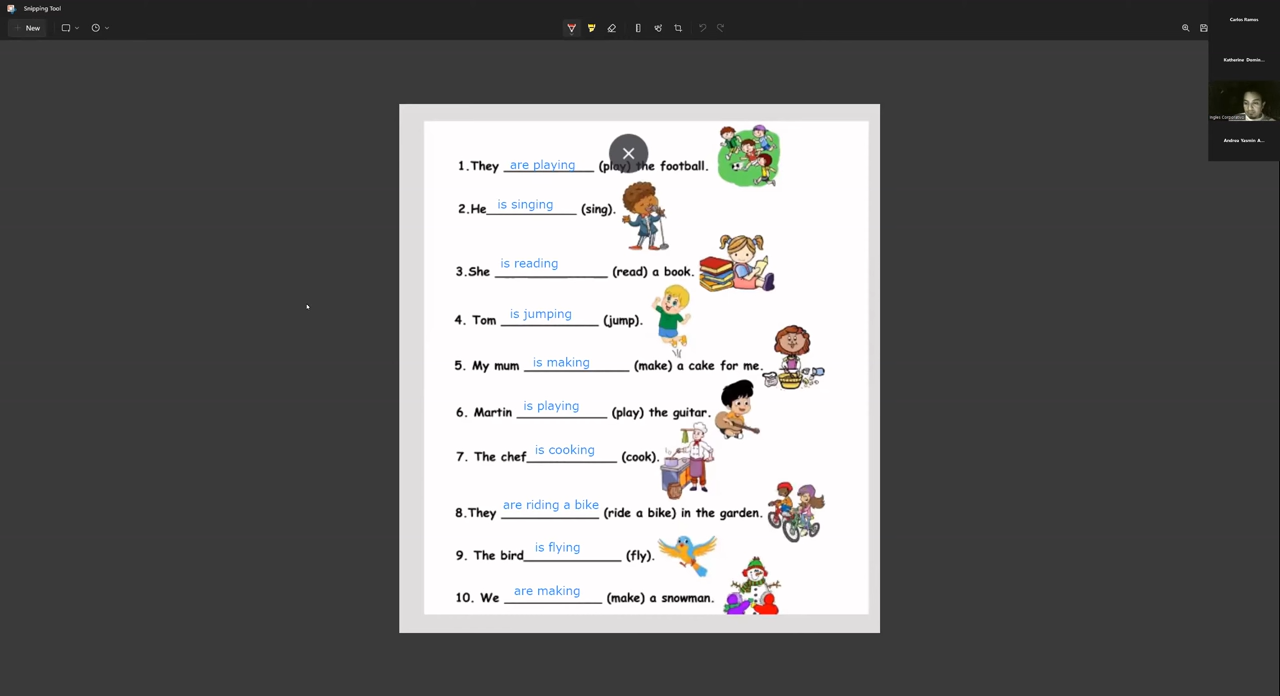 Snipping Tool
New
Carlos Ramos
Katherine Domin...
Ingles Corporativo
Andrea Yasmin A...
1.They are playing (play) the football.
2.He is singing (sing).
3.She is reading (read) a book.
4. Tom is jumping (jump).
5. My mum is making (make) a cake for me.
6. Martin is playing (play) the guitar.
7. The chef is cooking (cook).
8.They are riding a bike (ride a bike) in the garden.
9. The bird is flying (fly).
10. We are making (make) a snowman.